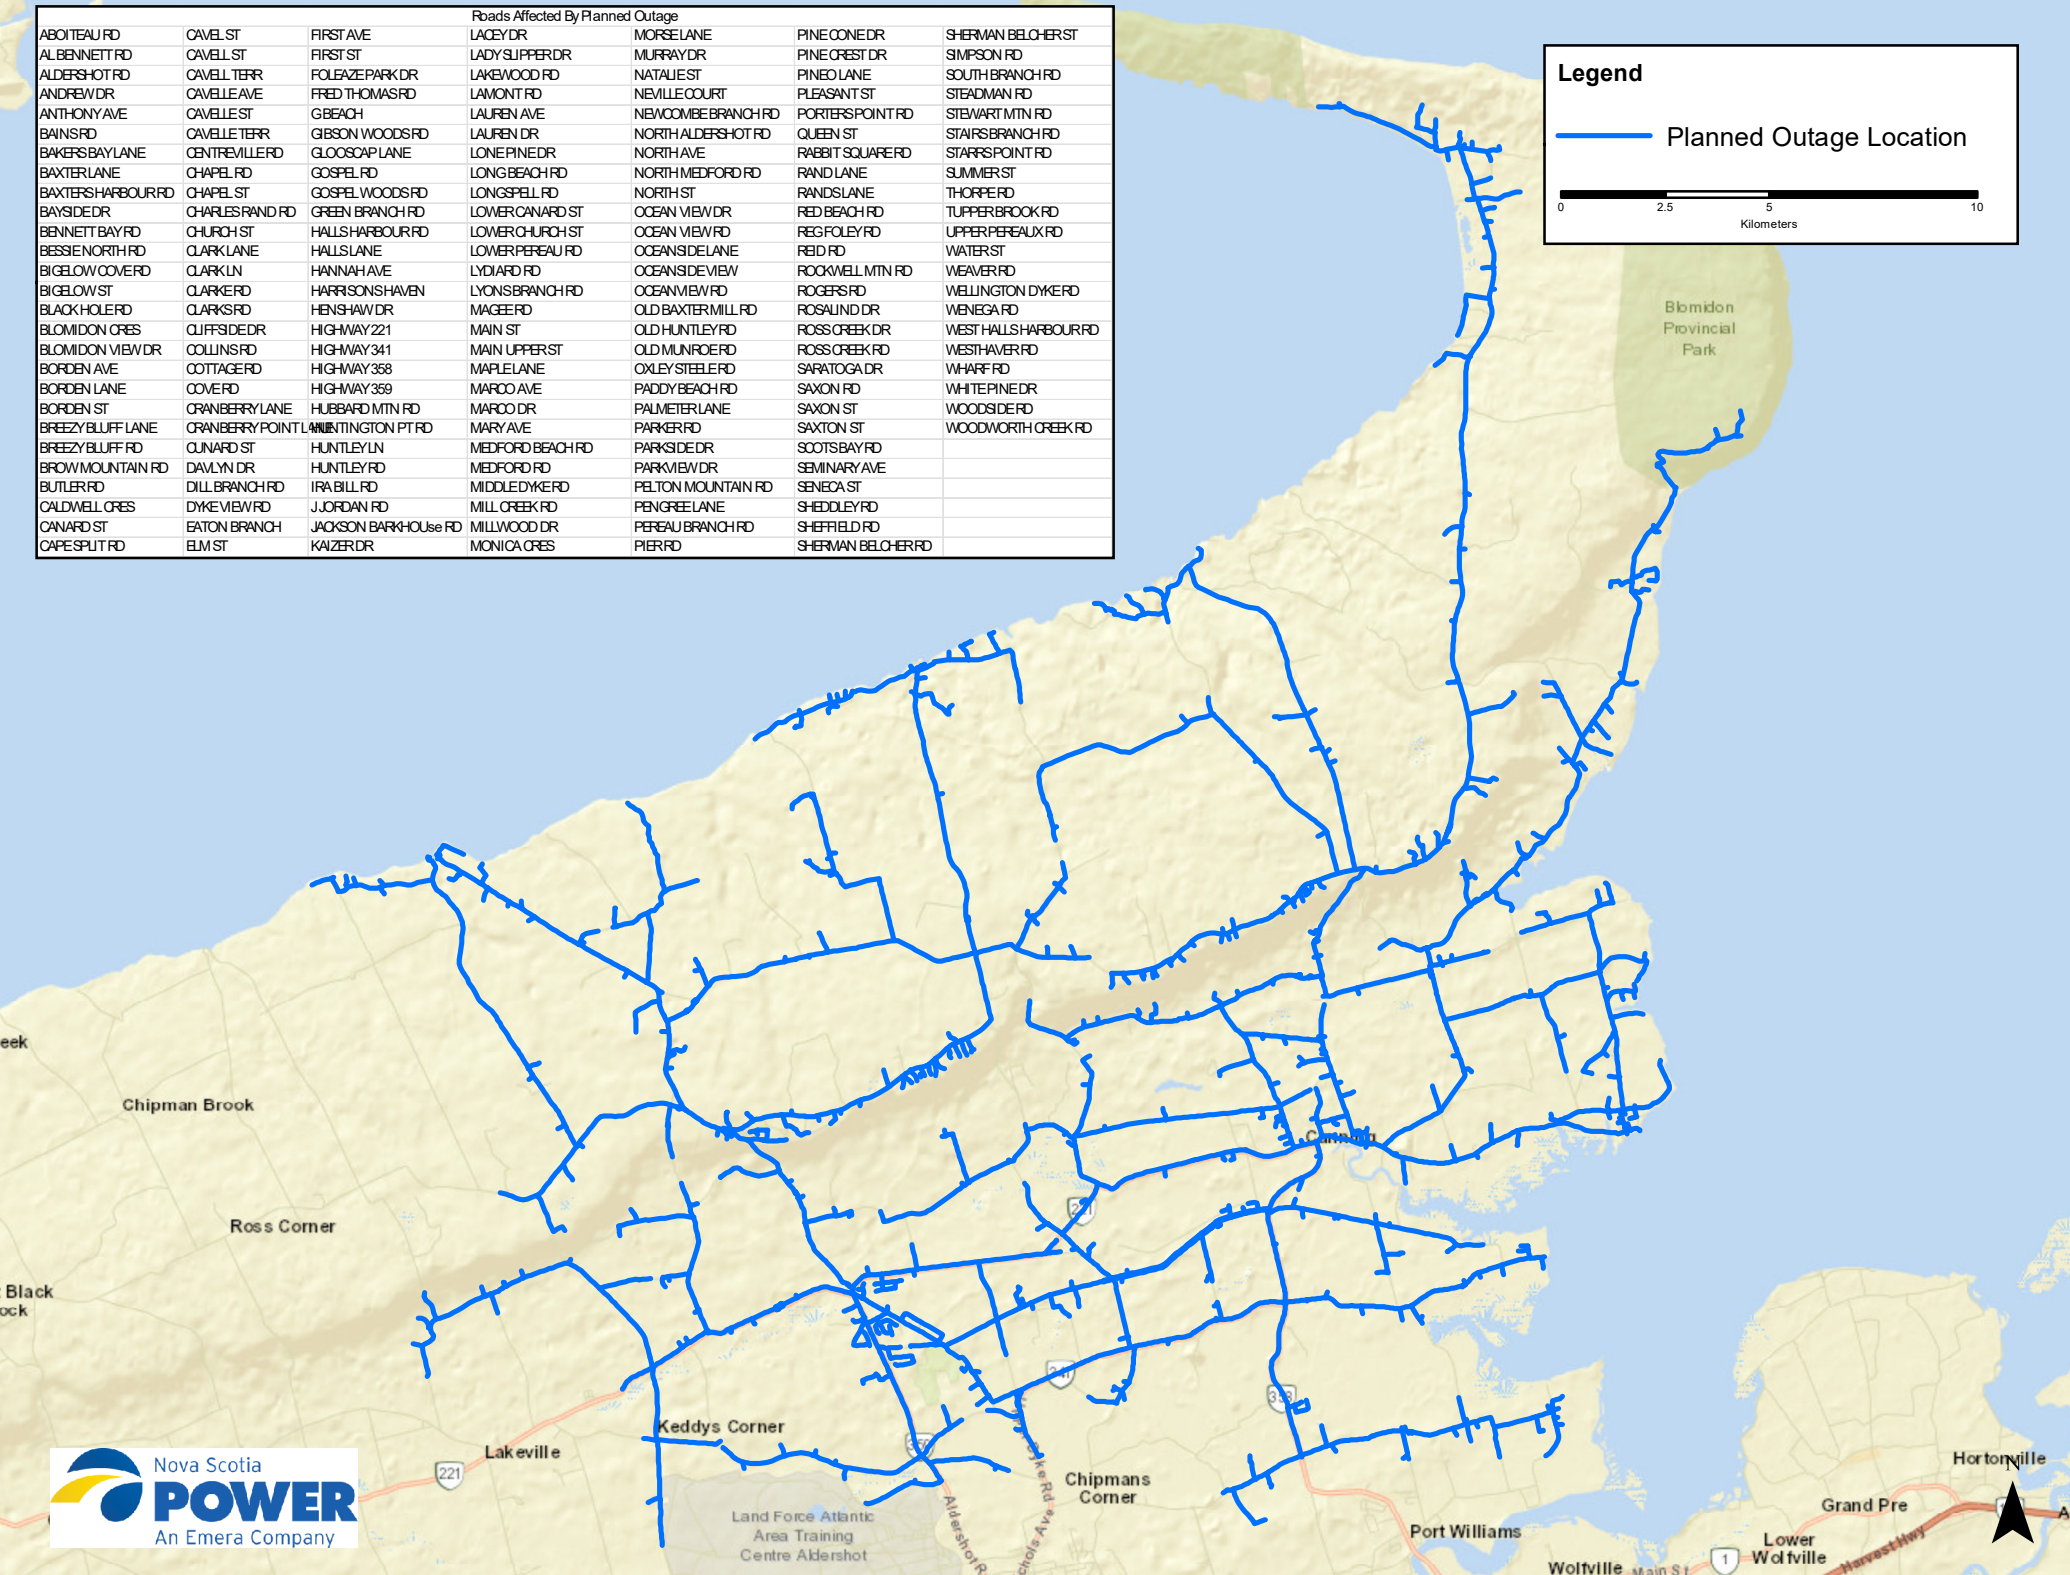 Roads Affected By Planned Outage
ABOITEAU RD CAVEL ST FIRST AVE LACEY DR MORSE LANE PINE CONE DR SHERMAN BELCHER ST
AL BENNETT RD CAVELL ST FIRST ST LADY SLIPPER DR MURRAY DR PINE CREST DR SIMPSON RD
ALDERSHOT RD CAVELL TERR FOLEAZE PARK DR LAKEWOOD RD NATALIE ST PINEO LANE SOUTH BRANCH RD
ANDREW DR CAVELLE AVE FRED THOMAS RD LAMONT RD NEVILLE COURT PLEASANT ST STEADMAN RD
ANTHONY AVE CAVELLE ST G BEACH LAUREN AVE NEWCOMBE BRANCH RD PORTERS POINT RD STEWART MTN RD
BAINS RD CAVELLE TERR GIBSON WOODS RD LAUREN DR NORTH ALDERSHOT RD QUEEN ST STAIRS BRANCH RD
BAKERS BAY LANE CENTREVILLE RD GLOOSCAP LANE LONE PINE DR NORTH AVE RABBIT SQUARE RD STARRS POINT RD
BAXTER LANE CHAPEL RD GOSPEL RD LONG BEACH RD NORTH MEDFORD RD RAND LANE SUMMER ST
BAXTERS HARBOUR RD CHAPEL ST GOSPEL WOODS RD LONGSPELL RD NORTH ST RANDS LANE THORPE RD
BAYSIDE DR CHARLES RAND RD GREEN BRANCH RD LOWER CANARD ST OCEAN VIEW DR RED BEACH RD TUPPER BROOK RD
BENNETT BAY RD CHURCH ST HALLS HARBOUR RD LOWER CHURCH ST OCEAN VIEW RD REG FOLEY RD UPPER PEREAUX RD
BESSIE NORTH RD CLARK LANE HALLS LANE LOWER PEREAU RD OCEANSIDE LANE REID RD WATER ST
BIGELOW COVE RD CLARK LN HANNAH AVE LYDIARD RD OCEANSIDE VIEW ROCKWELL MTN RD WEAVER RD
BIGELOW ST CLARKE RD HARRISONS HAVEN LYONS BRANCH RD OCEANVIEW RD ROGERS RD WELLINGTON DYKE RD
BLACK HOLE RD CLARKS RD HENSHAW DR MAGEE RD OLD BAXTER MILL RD ROSALIND DR WENEGA RD
BLOMIDON CRES CLIFFSIDE DR HIGHWAY 221 MAIN ST OLD HUNTLEY RD ROSS CREEK DR WEST HALLS HARBOUR RD
BLOMIDON VIEW DR COLLINS RD HIGHWAY 341 MAIN UPPER ST OLD MUNROE RD ROSS CREEK RD WESTHAVER RD
BORDEN AVE COTTAGE RD HIGHWAY 358 MAPLE LANE OXLEY STEELE RD SARATOGA DR WHARF RD
BORDEN LANE COVE RD HIGHWAY 359 MARCO AVE PADDY BEACH RD SAXON RD WHITE PINE DR
BORDEN ST CRANBERRY LANE HUBBARD MTN RD MARCO DR PALMETER LANE SAXON ST WOODSIDE RD
BREEZY BLUFF LANE CRANBERRY POINT LANE HUNTINGTON PT RD MARY AVE PARKER RD SAXTON ST WOODWORTH CREEK RD
BREEZY BLUFF RD CUNARD ST HUNTLEY LN MEDFORD BEACH RD PARKSIDE DR SCOTS BAY RD
BROW MOUNTAIN RD DAVLYN DR HUNTLEY RD MEDFORD RD PARKVIEW DR SEMINARY AVE
BUTLER RD DILL BRANCH RD IRA BILL RD MIDDLE DYKE RD PELTON MOUNTAIN RD SENECA ST
CALDWELL CRES DYKE VIEW RD J JORDAN RD MILL CREEK RD PENGREE LANE SHEDDLEY RD
CANARD ST EATON BRANCH JACKSON BARKHOUse RD MILLWOOD DR PEREAU BRANCH RD SHEFFIELD RD
CAPE SPLIT RD ELM ST KAIZER DR MONICA CRES PIER RD SHERMAN BELCHER RD
Legend
Planned Outage Location
0 2.5 5 10
Kilometers
Blomidon
Provincial
Park
eek
Chipman Brook
Canning
Ross Corner
221
Black
ock
341
358
Keddys Corner
359
Lakeville
221
Chipmans
Corner
Hortonville
N
Grand Pre
Land Force Atlantic
Area Training
Centre Aldershot
Aldershot R
chols Ave
Dyke Rd
Port Williams
Lower
Wolfville
Wolfville
Main St
1
Harvest Hwy
A
Nova Scotia
POWER
An Emera Company